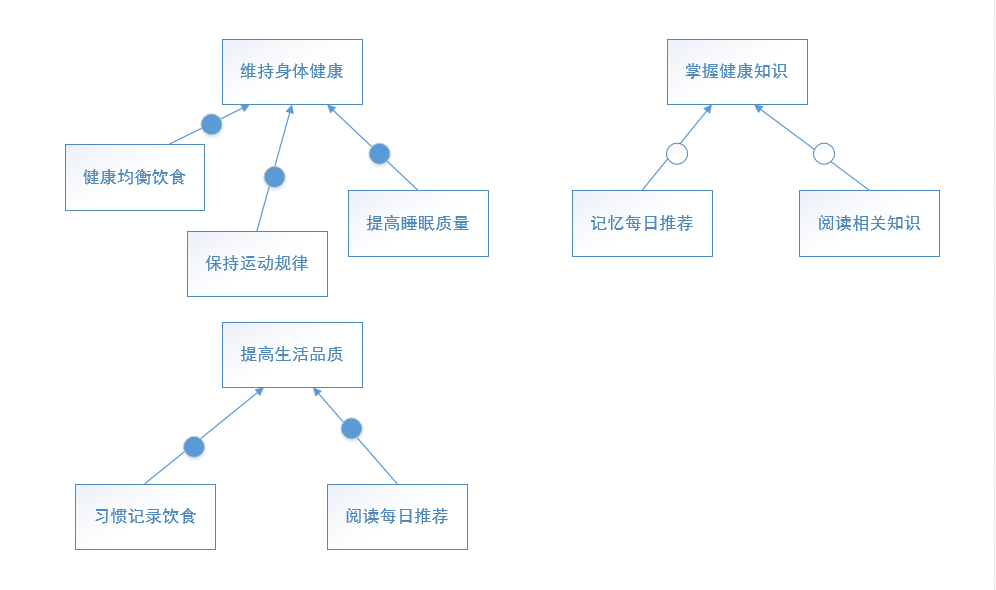 维持身体健康
掌握健康知识
健康均衡饮食
保持运动规律
提高睡眠质量
记忆每日推荐
阅读相关知识
提高生活品质
习惯记录饮食
阅读每日推荐